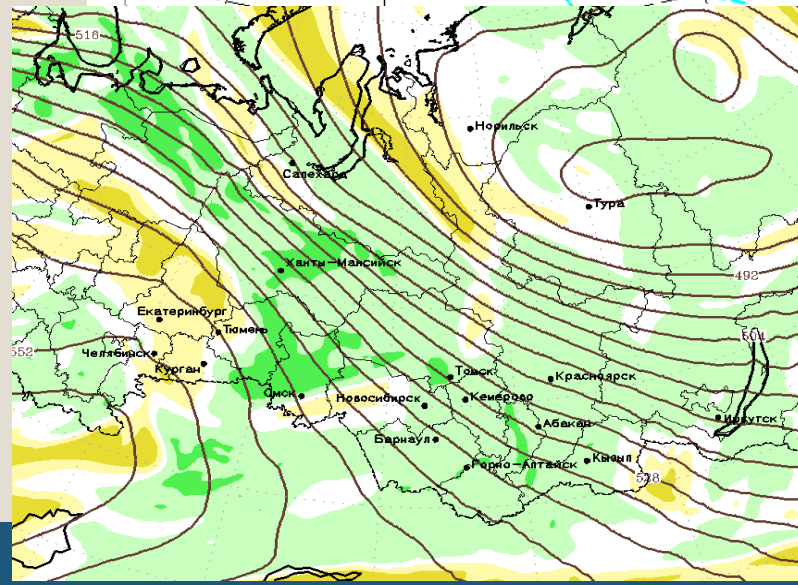 516
Норильск
Салехард
Тура
Ханты-Мансийск
492
Екатеринбург
Тюмень
504
552
Челябинск
Курган
Томск
Красноярск
Омск
Новосибирск
Кемерово
Абакан
Иркутск
Барнаул
Горно-Алтайск
Кызыл
528